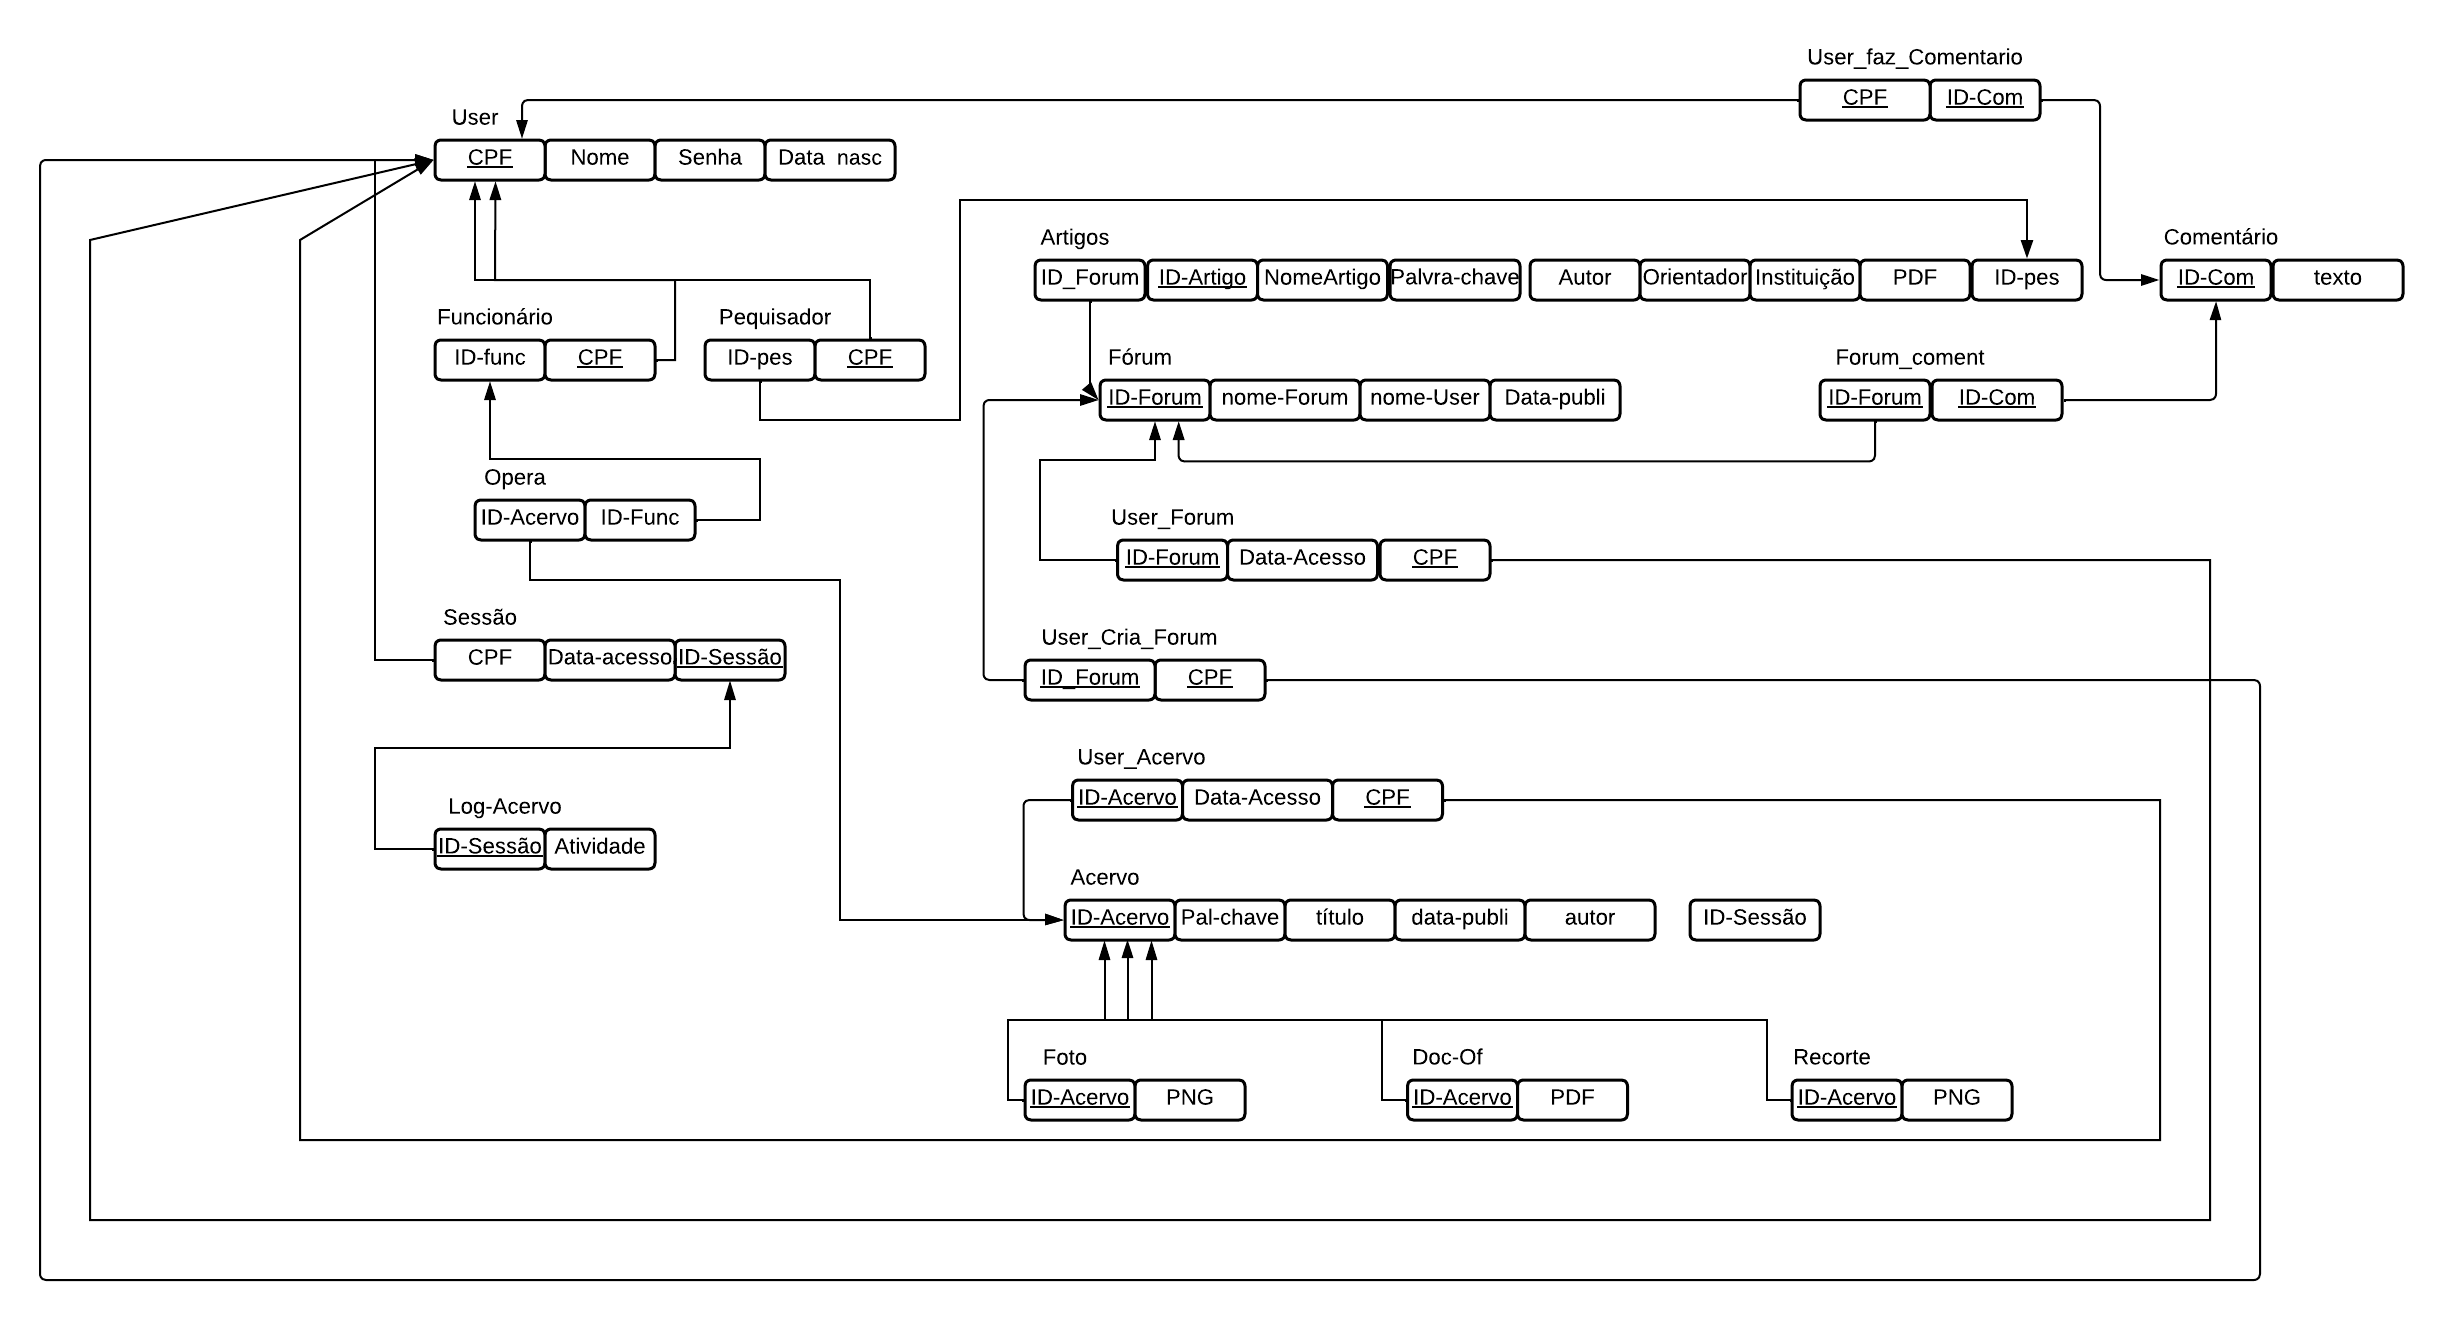 User_faz_Comentario
CPF ID-Com
User
CPF Nome Senha Data nasc
Artigos
ID_Forum ID-Artigo NomeArtigo Palvra-chave Autor Orientador Instituição PDF ID-pes
Comentário
ID-Com texto
Funcionário
ID-func CPF
Pequisador
ID-pes CPF
Fórum
ID-Forum nome-Forum nome-User Data-publi
Forum_coment
ID-Forum ID-Com
Opera
ID-Acervo ID-Func
User_Forum
ID-Forum Data-Acesso CPF
Sessão
CPF Data-acesso ID-Sessão
User_Cria_Forum
ID_Forum CPF
User_Acervo
ID-Acervo Data-Acesso CPF
Log-Acervo
ID-Sessão Atividade
Acervo
ID-Acervo Pal-chave título data-publi autor ID-Sessão
Foto
ID-Acervo PNG
Doc-Of
ID-Acervo PDF
Recorte
ID-Acervo PNG